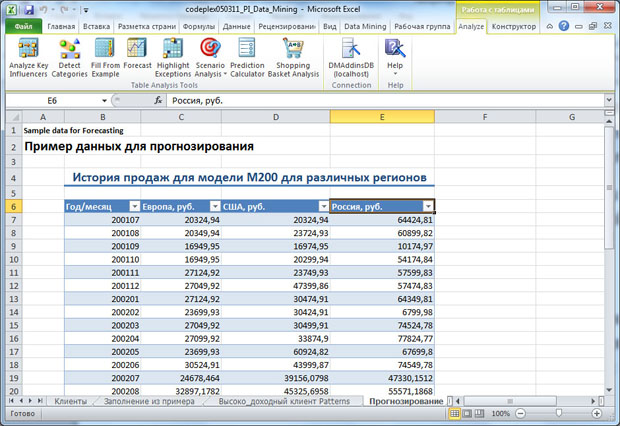 codeplex050311_PI_Data_Mining - Microsoft Excel
Работа с таблицами
Файл Главная Вставка Разметка страни Формулы Данные Рецензировани Вид Data Mining Рабочая группа Analyze Конструктор
Analyze Key Influencers
Detect Categories
Fill From Example
Forecast
Highlight Exceptions
Scenario Analysis
Prediction Calculator
Shopping Basket Analysis
DMAddinsDB (localhost)
Help
Table Analysis Tools Connection Help
E6 fx Россия, руб.
A B C D E F G
1 Sample data for Forecasting
2 Пример данных для прогнозирования
3
4 История продаж для модели M200 для различных регионов
5
6 Год/месяц Европа, руб. США, руб. Россия, руб.
7 200107 20324,94 20324,94 64424,81
8 200108 20349,94 23724,93 60899,82
9 200109 16949,95 16974,95 10174,97
10 200110 16949,95 20299,94 54174,84
11 200111 27124,92 23749,93 57599,83
12 200112 27049,92 47399,86 57474,83
13 200201 27124,92 30474,91 64349,81
14 200202 23699,93 30424,91 6799,98
15 200203 27049,92 30499,91 74524,78
16 200204 27099,92 33874,9 77824,77
17 200205 23699,93 60924,82 67699,8
18 200206 30524,91 43999,87 74549,78
19 200207 24678,464 39156,0798 47330,1512
20 200208 32897,1782 45325,6958 55571,1868
Клиенты Заполнение из примера Высоко_доходный клиент Patterns Прогнозирование
Готово 100%